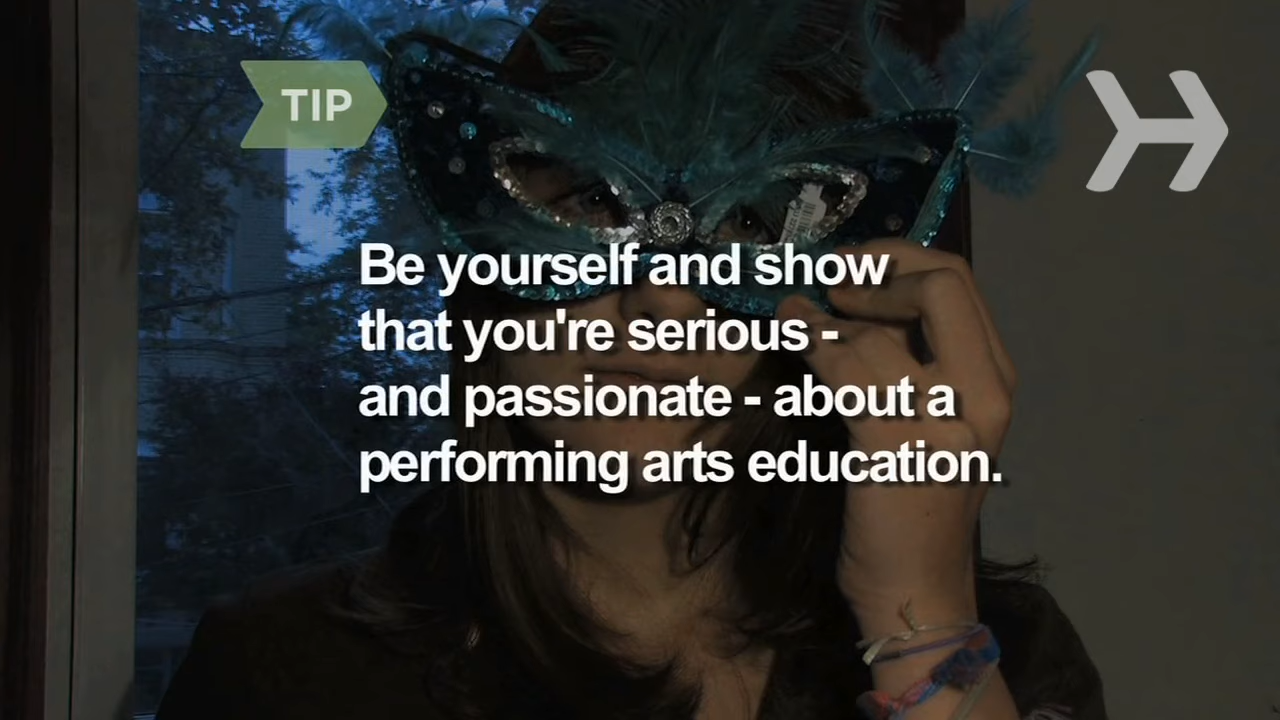 TIP
Be yourself and show
that you're serious -
and passionate - about a
performing arts education.